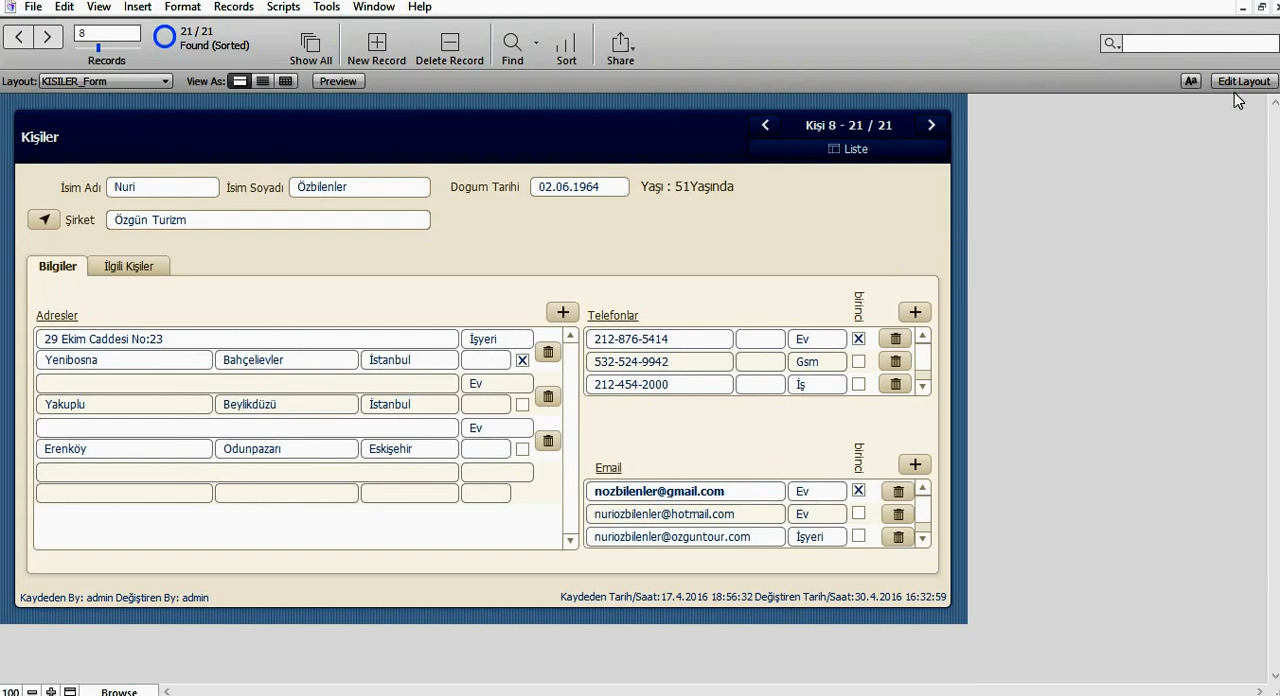 File Edit View Insert Format Records Scripts Tools Window Help
8
21 / 21
Found (Sorted)
Records
Show All
New Record
Delete Record
Find
Sort
Share
Layout: KISILER_Form
View As:
Preview
Aa
Edit Layout
Kişiler
Kişi 8 - 21 / 21
Liste
İsim Adı Nuri İsim Soyadı Özbilenler Dogum Tarihi 02.06.1964 Yaşı : 51Yaşında
Şirket Özgün Turizm
Bilgiler İlgili Kişiler
Adresler
29 Ekim Caddesi No:23 İşyeri
Yenibosna Bahçelievler İstanbul
Ev
Yakuplu Beylikdüzü İstanbul
Ev
Erenköy Odunpazarı Eskişehir
Telefonlar
birinci
212-876-5414 Ev
532-524-9942 Gsm
212-454-2000 İş
Email
birinci
nozbilenler@gmail.com Ev
nuriozbilenler@hotmail.com Ev
nuriozbilenler@ozguntour.com İşyeri
Kaydeden By: admin Değiştiren By: admin
Kaydeden Tarih/Saat:17.4.2016 18:56:32 Değiştiren Tarih/Saat:30.4.2016 16:32:59
100
Browse